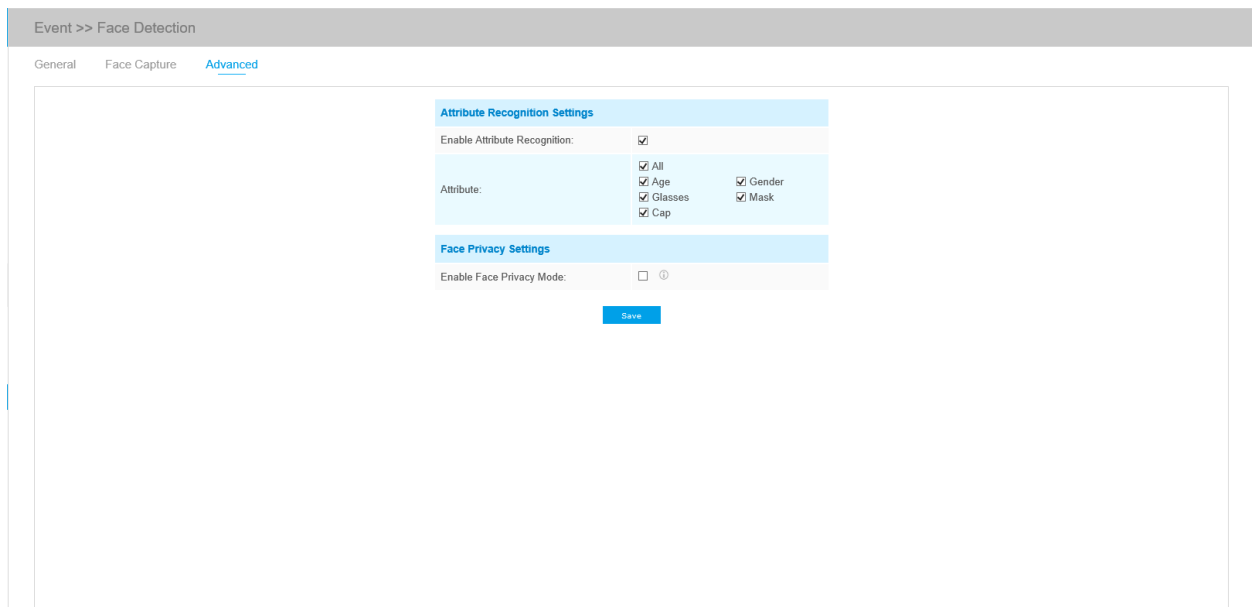 Event >> Face Detection
General Face Capture Advanced
Attribute Recognition Settings
Enable Attribute Recognition:
Attribute:
All
Age Gender
Glasses Mask
Cap
Face Privacy Settings
Enable Face Privacy Mode:
Save